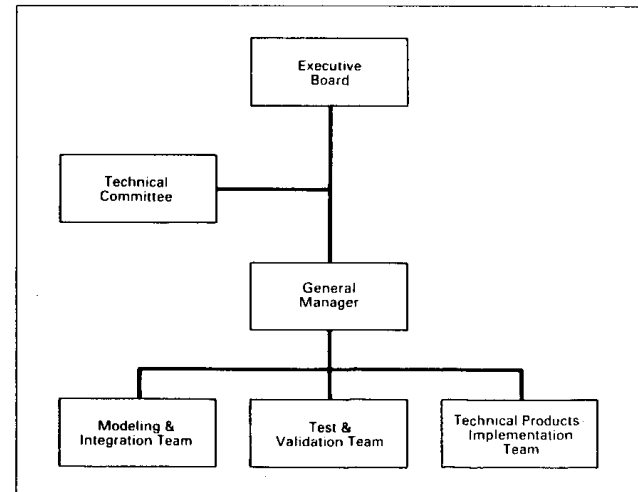 Executive
Board
Technical
Committee
General
Manager
Modeling &
Integration Team
Test &
Validation Team
Technical Products
Implementation
Team